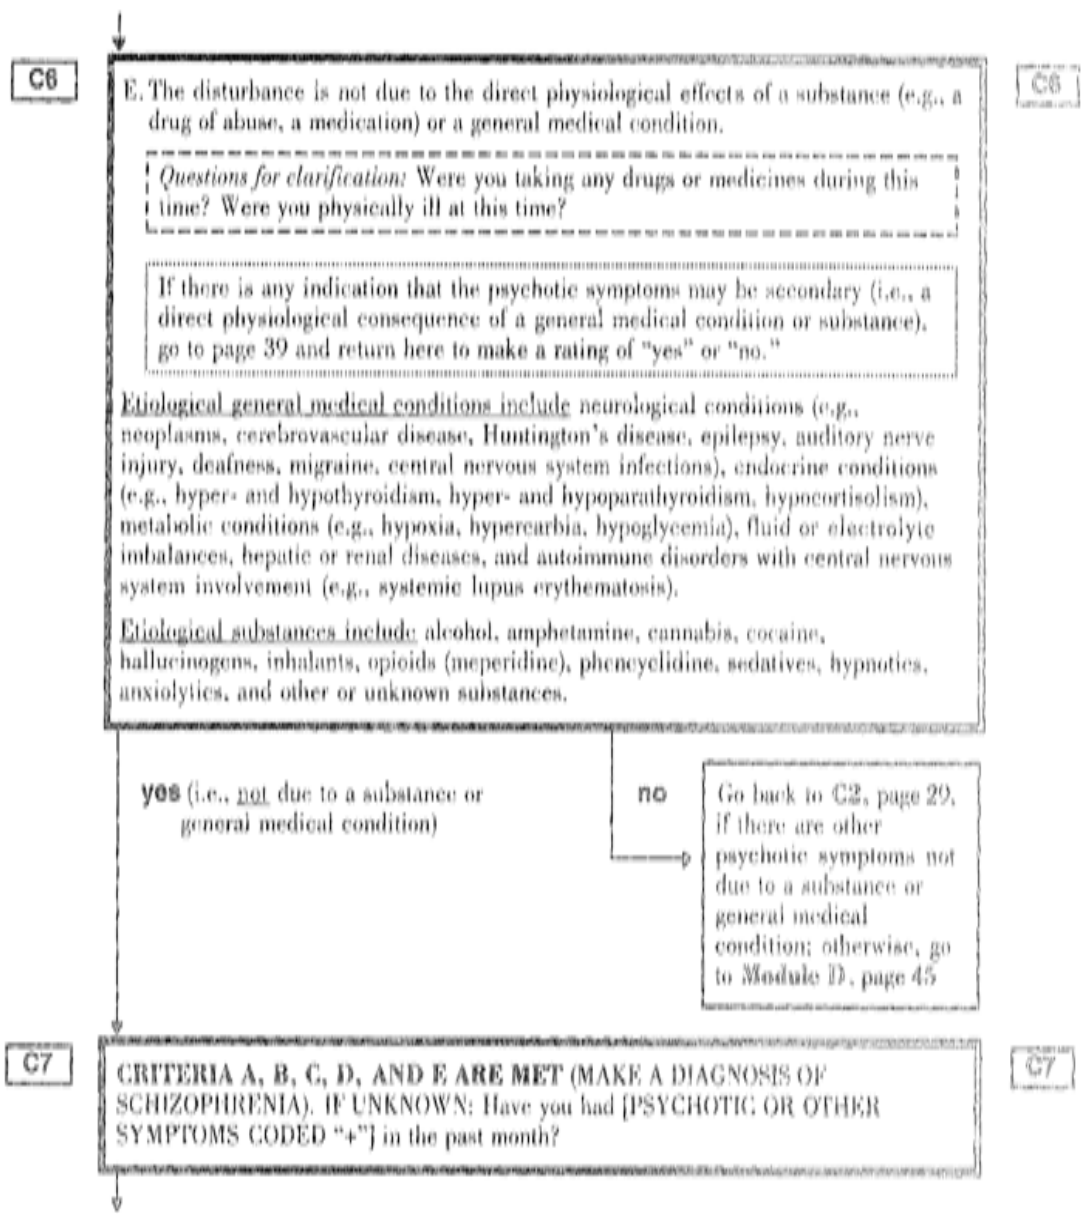 C6
C6
E. The disturbance is not due to the direct physiological effects of a substance (e.g., a
drug of abuse, a medication) or a general medical condition.
Questions for clarification: Were you taking any drugs or medicines during this
time? Were you physically ill at this time?
If there is any indication that the psychotic symptoms may be secondary (i.e., a
direct physiological consequence of a general medical condition or substance),
go to page 39 and return here to make a rating of “yes” or “no.”
Etiological general medical conditions include neurological conditions (e.g.,
neoplasms, cerebrovascular disease, Huntington’s disease, epilepsy, auditory nerve
injury, deafness, migraine, central nervous system infections), endocrine conditions
(e.g., hyper- and hypothyroidism, hyper- and hypoparathyroidism, hypocortisolism),
metabolic conditions (e.g., hypoxia, hypercarbia, hypoglycemia), fluid or electrolyte
imbalances, hepatic or renal diseases, and autoimmune disorders with central nervous
system involvement (e.g., systemic lupus erythematosis).
Etiological substances include alcohol, amphetamine, cannabis, cocaine,
hallucinogens, inhalants, opioids (meperidine), phencyclidine, sedatives, hypnotics,
anxiolytics, and other or unknown substances.
yes (i.e., not due to a substance or
general medical condition)
no
Go back to C2, page 29,
if there are other
psychotic symptoms not
due to a substance or
general medical
condition; otherwise, go
to Module D, page 45
C7
C7
CRITERIA A, B, C, D, AND E ARE MET (MAKE A DIAGNOSIS OF
SCHIZOPHRENIA). IF UNKNOWN: Have you had [PSYCHOTIC OR OTHER
SYMPTOMS CODED “+”] in the past month?